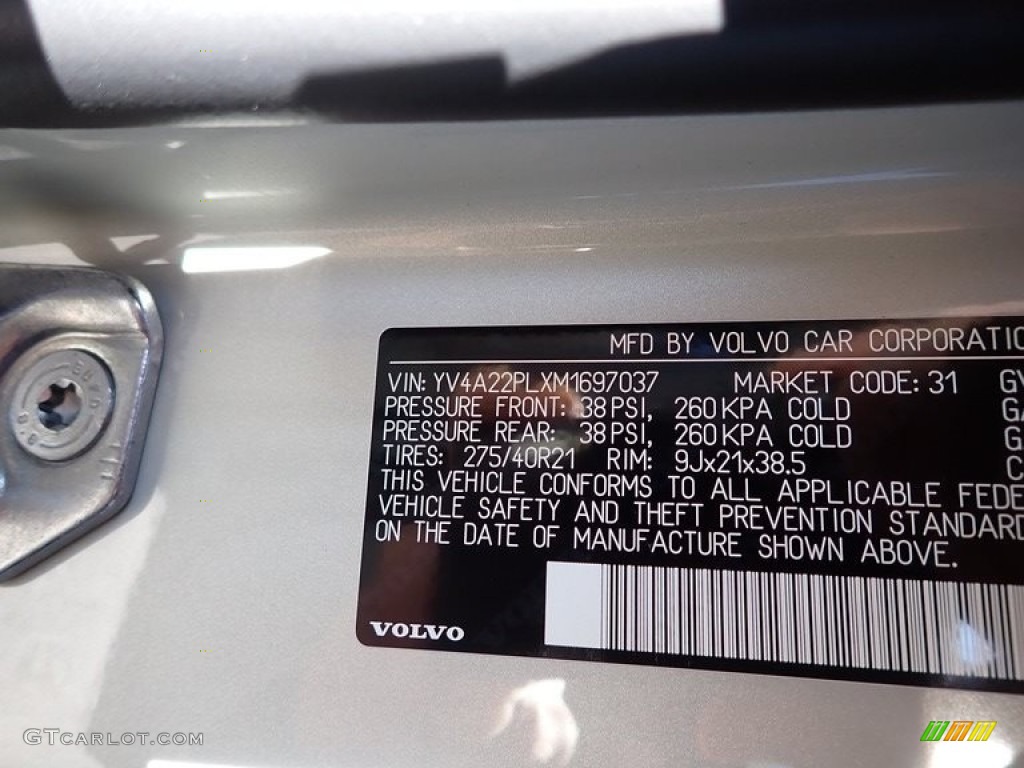 MFD BY VOLVO CAR CORPORATIO
VIN: YV4A22PLXM1697037 MARKET CODE: 31 GV
PRESSURE FRONT: 38 PSI, 260 KPA COLD GA
PRESSURE REAR: 38 PSI, 260 KPA COLD G
TIRES: 275/40R21 RIM: 9Jx21x38.5 C
THIS VEHICLE CONFORMS TO ALL APPLICABLE FEDE
VEHICLE SAFETY AND THEFT PREVENTION STANDARD
ON THE DATE OF MANUFACTURE SHOWN ABOVE.
VOLVO
GTCARLOT.COM